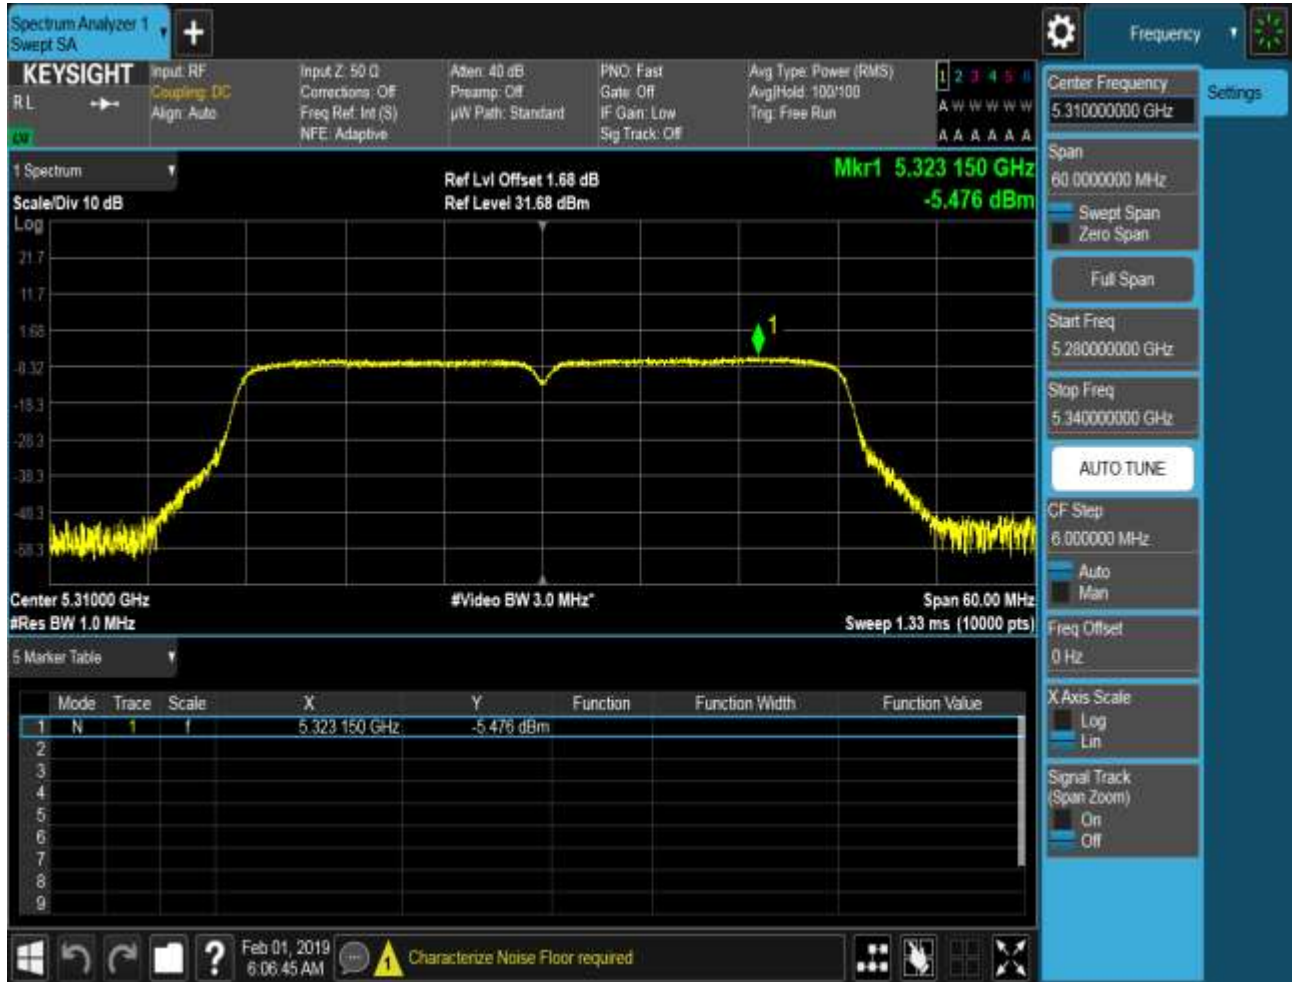 Spectrum Analyzer 1
Swept SA
Frequency
KEYSIGHT
R L
Input: RF
Coupling: DC
Align: Auto
Input Z: 50 Ω
Corrections: Off
Freq Ref: Int (S)
NFE: Adaptive
Atten: 40 dB
Preamp: Off
µW Path: Standard
PNO: Fast
Gate: Off
IF Gain: Low
Sig Track: Off
Avg Type: Power (RMS)
Avg|Hold: 100/100
Trig: Free Run
1 2 3 4 5 6
A W W W W W
A A A A A A
1 Spectrum
Ref Lvl Offset 1.68 dB
Mkr1 5.323 150 GHz
Scale/Div 10 dB
Ref Level 31.68 dBm
-5.476 dBm
Log
21.7
11.7
1.68
-8.32
-18.3
-28.3
-38.3
-48.3
-58.3
1
Center 5.31000 GHz
#Video BW 3.0 MHz*
Span 60.00 MHz
#Res BW 1.0 MHz
Sweep 1.33 ms (10000 pts)
5 Marker Table
Mode Trace Scale X Y Function Function Width Function Value
1 N 1 f 5.323 150 GHz -5.476 dBm
2
3
4
5
6
7
8
9
Center Frequency
5.310000000 GHz
Settings
Span
60.0000000 MHz
Swept Span
Zero Span
Full Span
Start Freq
5.280000000 GHz
Stop Freq
5.340000000 GHz
AUTO TUNE
CF Step
6.000000 MHz
Auto
Man
Freq Offset
0 Hz
X Axis Scale
Log
Lin
Signal Track
(Span Zoom)
On
Off
?
Feb 01, 2019
6:06:45 AM
1
Characterize Noise Floor required